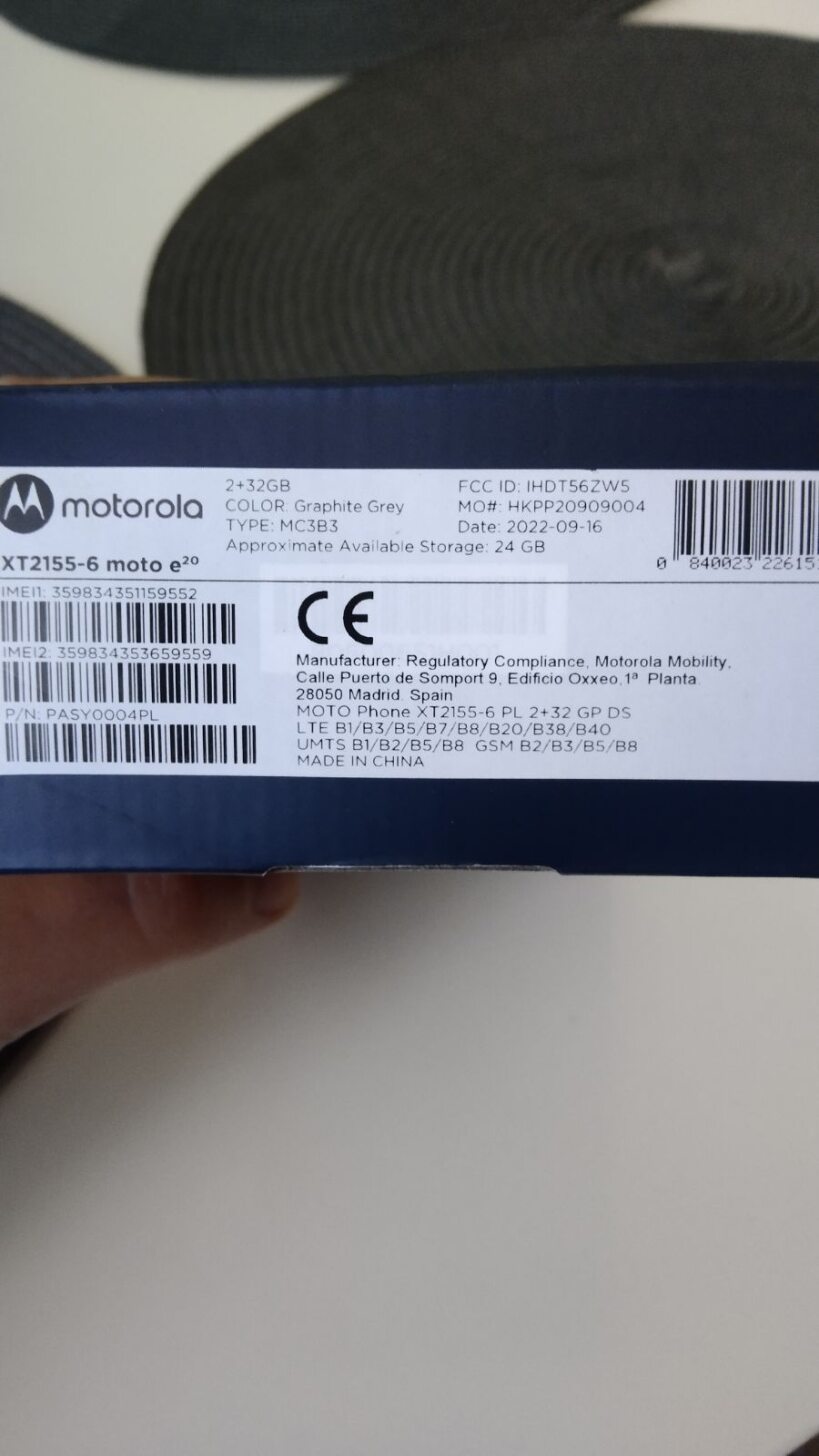 motorola
XT2155-6 moto e²⁰
2+32GB
COLOR: Graphite Grey
TYPE: MC3B3
Approximate Available Storage: 24 GB
FCC ID: IHDT56ZW5
MO#: HKPP20909004
Date: 2022-09-16
0 840023 22615
IMEI1: 359834351159552
IMEI2: 359834353659559
P/N: PASY0004PL
CE
Manufacturer: Regulatory Compliance, Motorola Mobility,
Calle Puerto de Somport 9, Edificio Oxxeo,1ª Planta
28050 Madrid. Spain
MOTO Phone XT2155-6 PL 2+32 GP DS
LTE B1/B3/B5/B7/B8/B20/B38/B40
UMTS B1/B2/B5/B8 GSM B2/B3/B5/B8
MADE IN CHINA